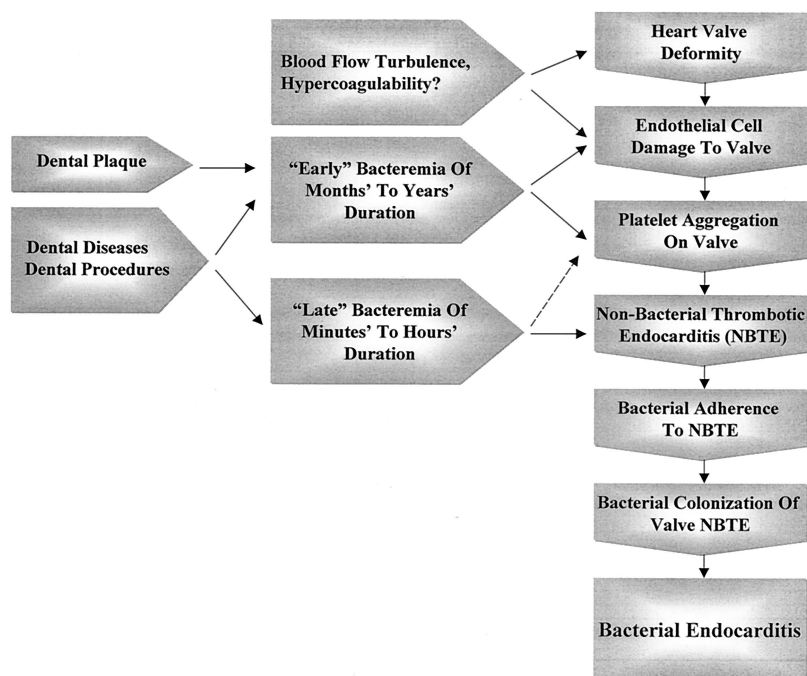 Dental Plaque
Dental Diseases
Dental Procedures
Blood Flow Turbulence,
Hypercoagulability?
“Early” Bacteremia Of
Months’ To Years’
Duration
“Late” Bacteremia Of
Minutes’ To Hours’
Duration
Heart Valve
Deformity
Endothelial Cell
Damage To Valve
Platelet Aggregation
On Valve
Non-Bacterial Thrombotic
Endocarditis (NBTE)
Bacterial Adherence
To NBTE
Bacterial Colonization Of
Valve NBTE
Bacterial Endocarditis